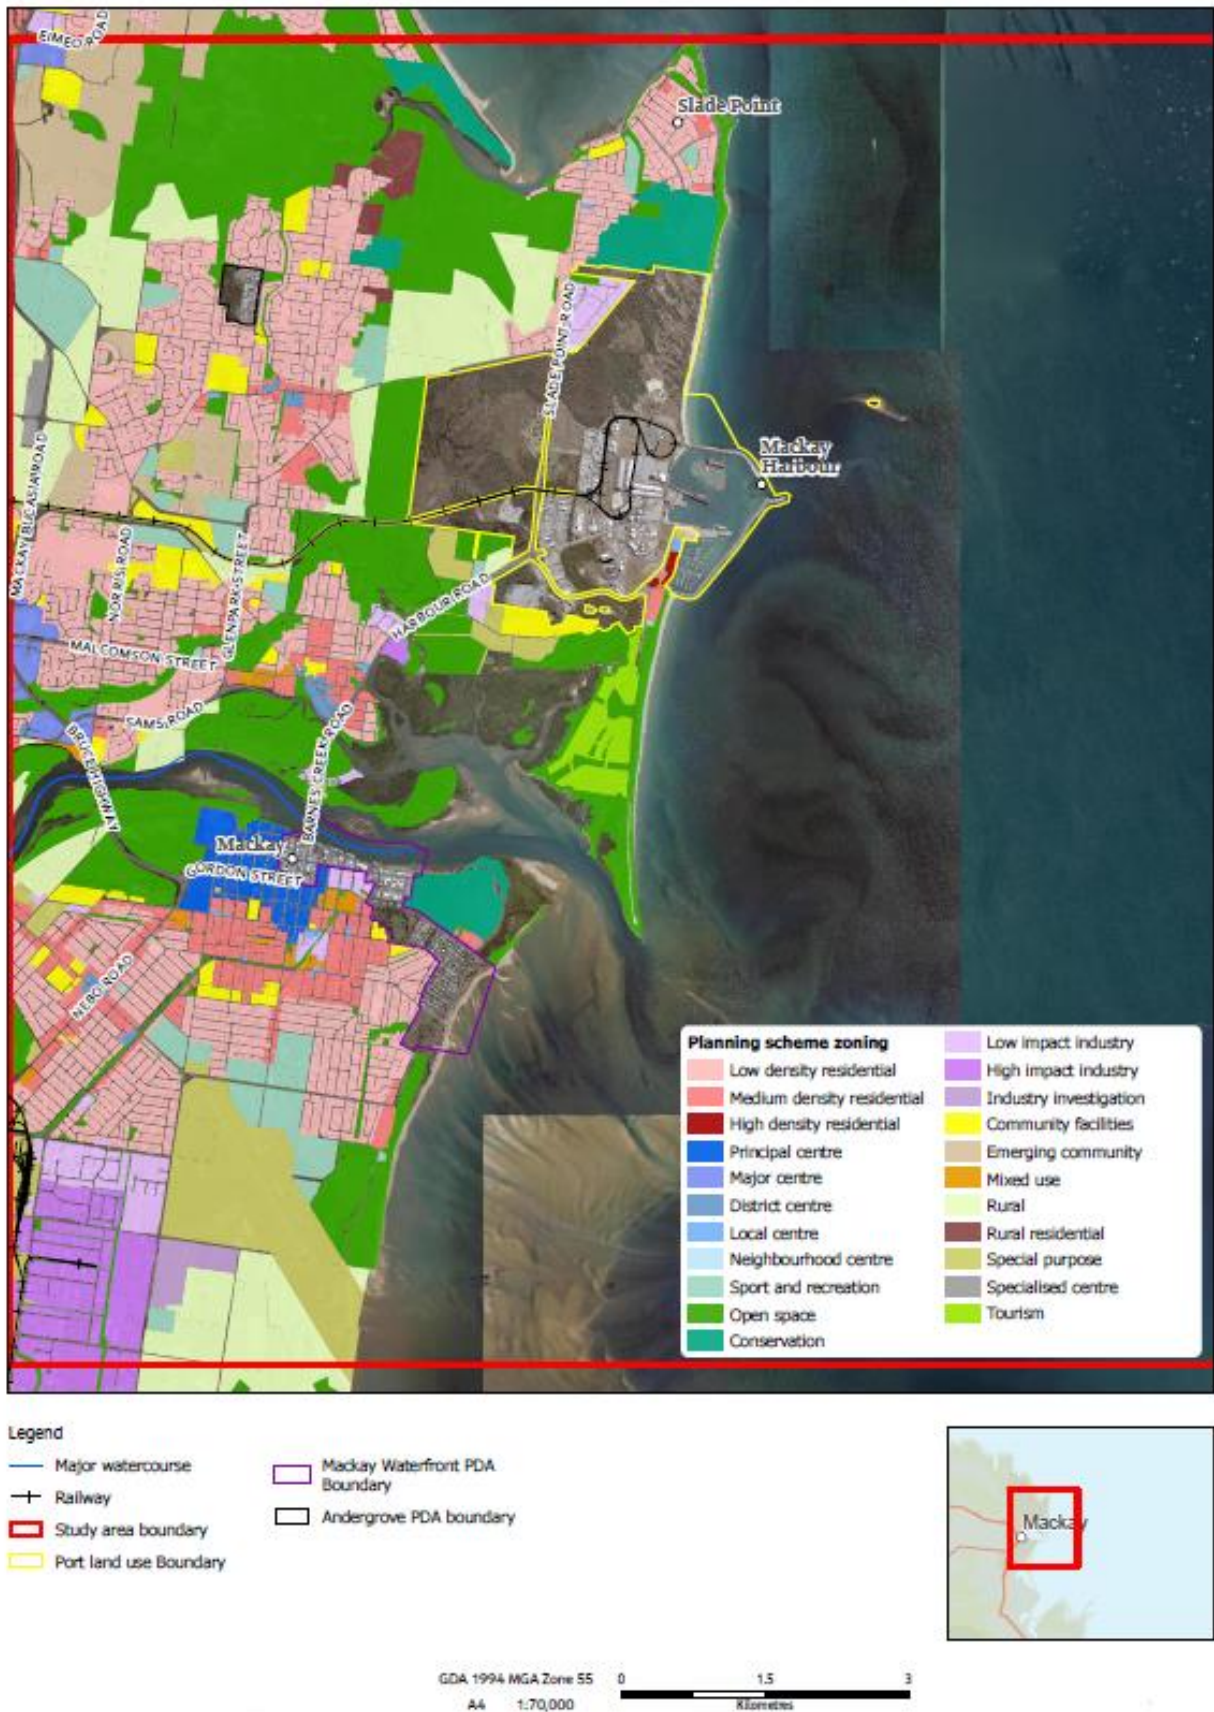 EIMEO ROAD
Slade Point
SLADE POINT ROAD
Mackay
Harbour
MACKAY BUCASIA ROAD
NORRIS ROAD
GLENPARK STREET
HARBOUR ROAD
MALCOMSON STREET
SAMS ROAD
BRUCE HIGHWAY
BARNES CREEK ROAD
Mackay
GORDON STREET
NEBO ROAD
Planning scheme zoning
Low density residential
Medium density residential
High density residential
Principal centre
Major centre
District centre
Local centre
Neighbourhood centre
Sport and recreation
Open space
Conservation
Low impact industry
High impact industry
Industry investigation
Community facilities
Emerging community
Mixed use
Rural
Rural residential
Special purpose
Specialised centre
Tourism
Legend
Major watercourse
Railway
Study area boundary
Port land use Boundary
Mackay Waterfront PDA
Boundary
Andergrove PDA boundary
Mackay
GDA 1994 MGA Zone 55
A4 1:70,000
0 1.5 3
Kilometres